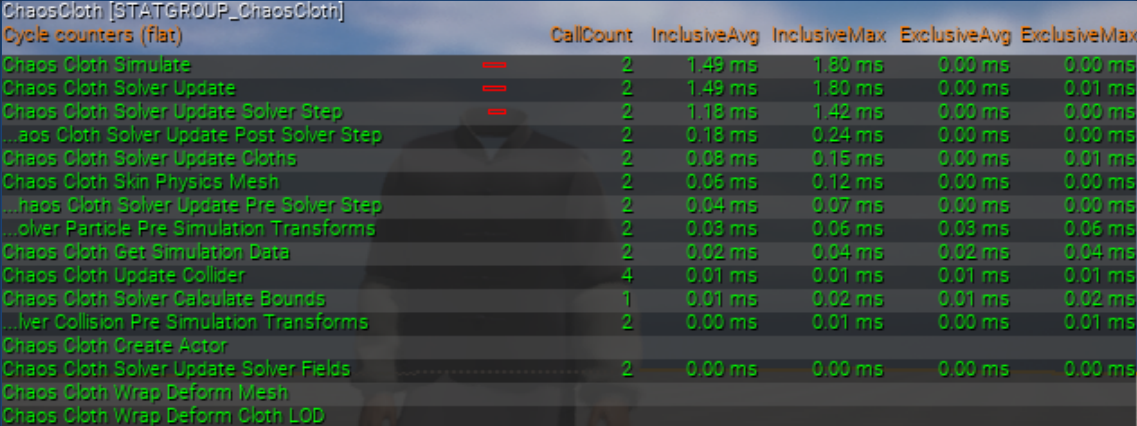 ChaosCloth [STATGROUP_ChaosCloth]
Cycle counters (flat) CallCount InclusiveAvg InclusiveMax ExclusiveAvg ExclusiveMax
Chaos Cloth Simulate 2 1.49 ms 1.80 ms 0.00 ms 0.00 ms
Chaos Cloth Solver Update 2 1.49 ms 1.80 ms 0.00 ms 0.01 ms
Chaos Cloth Solver Update Solver Step 2 1.18 ms 1.42 ms 0.00 ms 0.00 ms
...aos Cloth Solver Update Post Solver Step 2 0.18 ms 0.24 ms 0.00 ms 0.00 ms
Chaos Cloth Solver Update Cloths 2 0.08 ms 0.15 ms 0.00 ms 0.01 ms
Chaos Cloth Skin Physics Mesh 2 0.06 ms 0.12 ms 0.00 ms 0.00 ms
...haos Cloth Solver Update Pre Solver Step 2 0.04 ms 0.07 ms 0.00 ms 0.00 ms
...olver Particle Pre Simulation Transforms 2 0.03 ms 0.06 ms 0.03 ms 0.06 ms
Chaos Cloth Get Simulation Data 2 0.02 ms 0.04 ms 0.02 ms 0.04 ms
Chaos Cloth Update Collider 4 0.01 ms 0.01 ms 0.01 ms 0.01 ms
Chaos Cloth Solver Calculate Bounds 1 0.01 ms 0.02 ms 0.01 ms 0.02 ms
...lver Collision Pre Simulation Transforms 2 0.00 ms 0.01 ms 0.00 ms 0.01 ms
Chaos Cloth Create Actor
Chaos Cloth Solver Update Solver Fields 2 0.00 ms 0.00 ms 0.00 ms 0.00 ms
Chaos Cloth Wrap Deform Mesh
Chaos Cloth Wrap Deform Cloth LOD